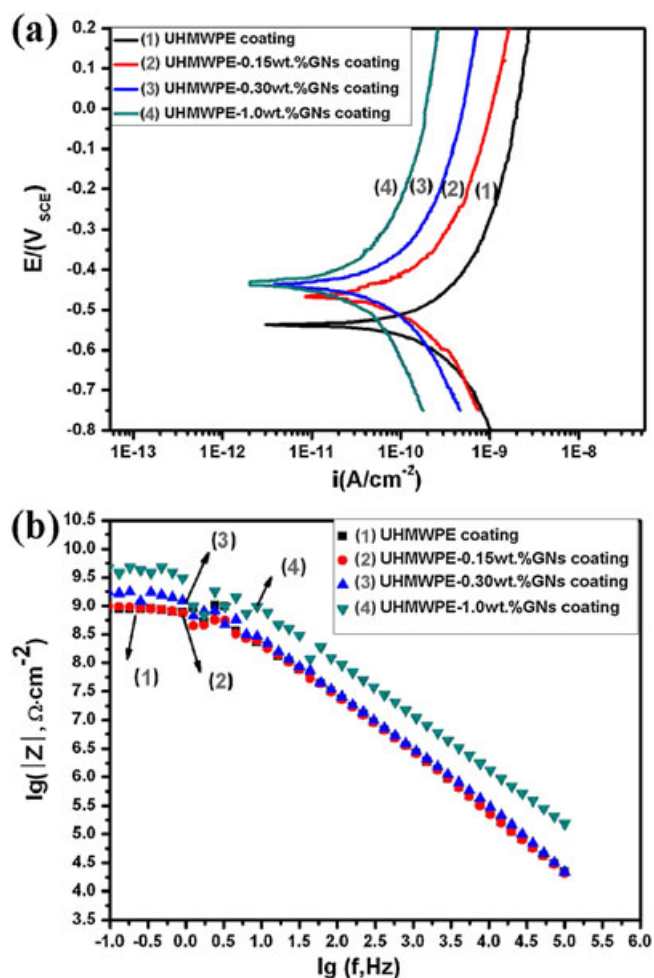 (a)
(1) UHMWPE coating
(2) UHMWPE-0.15wt.%GNs coating
(3) UHMWPE-0.30wt.%GNs coating
(4) UHMWPE-1.0wt.%GNs coating
0.2
0.1
0.0
-0.1
-0.2
-0.3
-0.4
-0.5
-0.6
-0.7
-0.8
E/(V_SCE)
(4) (3) (2) (1)
1E-13 1E-12 1E-11 1E-10 1E-9 1E-8
i(A/cm⁻²)
(b)
(1) UHMWPE coating
(2) UHMWPE-0.15wt.%GNs coating
(3) UHMWPE-0.30wt.%GNs coating
(4) UHMWPE-1.0wt.%GNs coating
10.5
10.0
9.5
9.0
8.5
8.0
7.5
7.0
6.5
6.0
5.5
5.0
4.5
4.0
3.5
lg(|Z|, Ω·cm⁻²)
(3)
(4)
(1) (2)
-1.0 -0.5 0.0 0.5 1.0 1.5 2.0 2.5 3.0 3.5 4.0 4.5 5.0 5.5 6.0
lg (f,Hz)